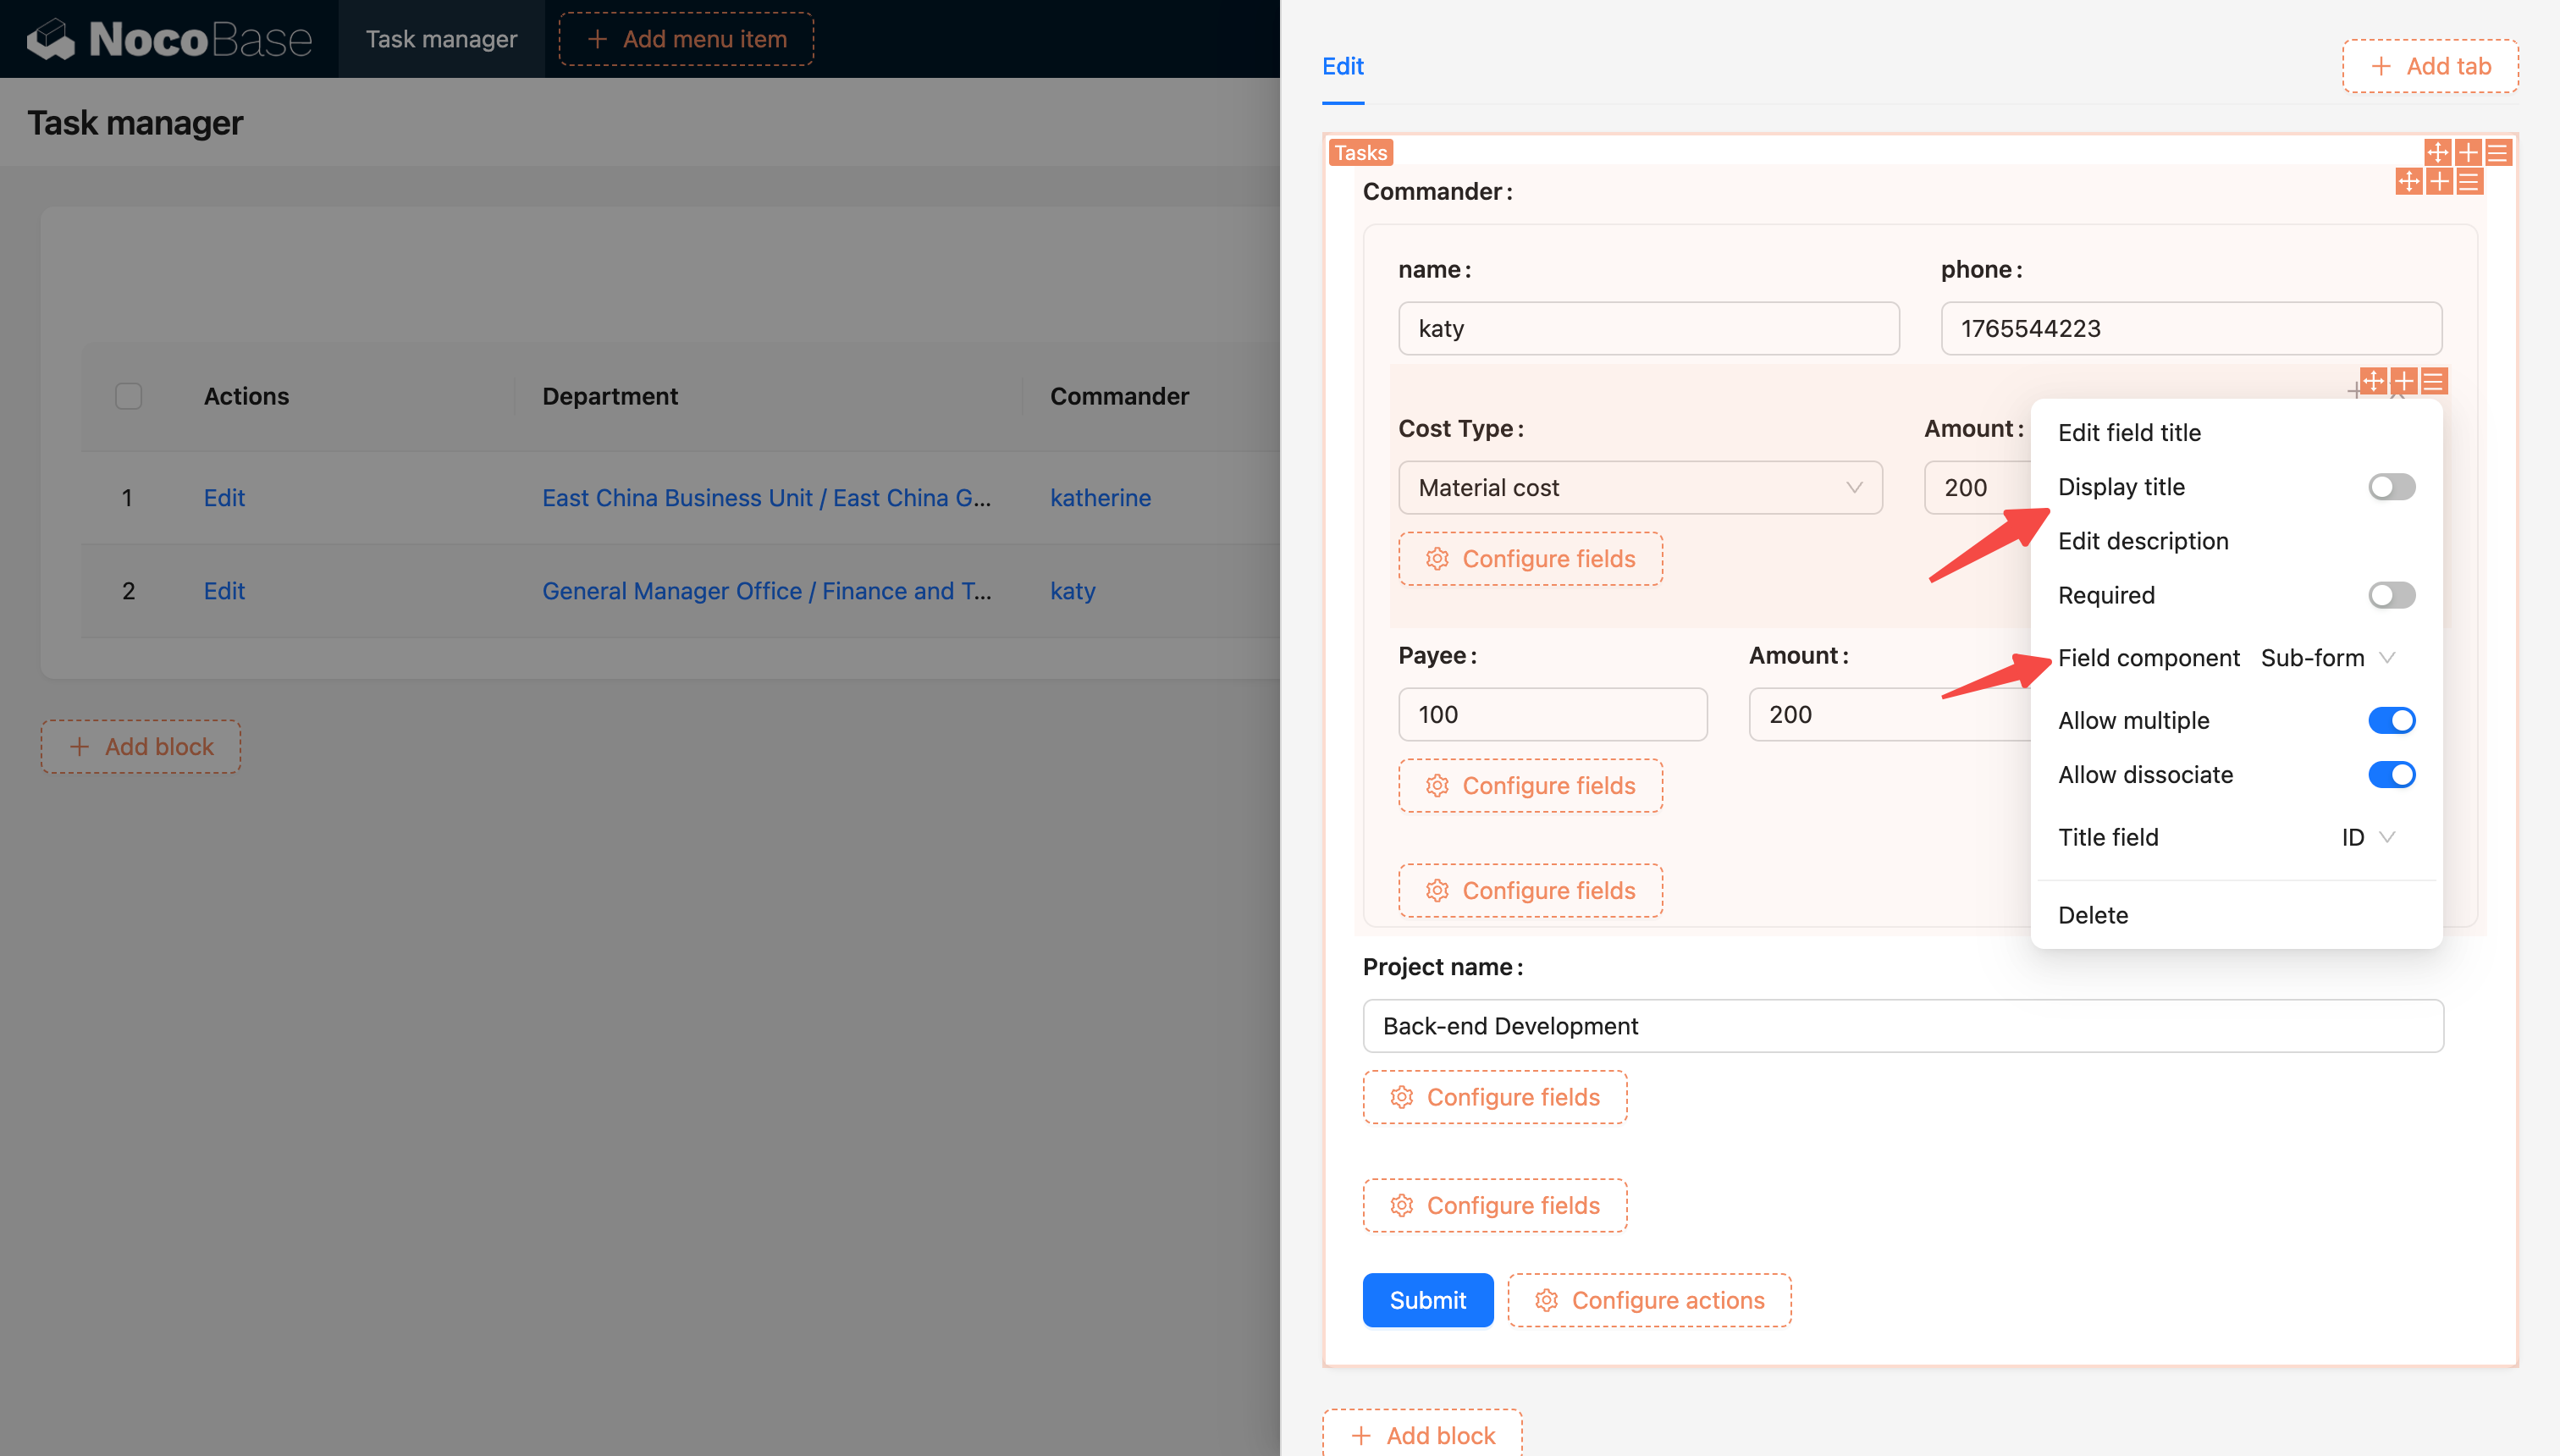 NocoBase
Task manager
Add menu item
Task manager
Actions
Department
Commander
1
Edit
East China Business Unit / East China G...
katherine
2
Edit
General Manager Office / Finance and T...
katy
Add block
Edit
Add tab
Tasks
Commander:
name:
phone:
katy
1765544223
Cost Type:
Amount:
Material cost
200
Configure fields
Payee:
Amount:
100
200
Configure fields
Configure fields
Edit field title
Display title
Edit description
Required
Field component
Sub-form
Allow multiple
Allow dissociate
Title field
ID
Delete
Project name:
Back-end Development
Configure fields
Configure fields
Submit
Configure actions
Add block